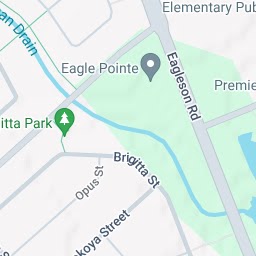 Elementary Pub
an Drain
Eagle Pointe
Eagleson Rd
Premie
itta Park
Brigitta St
Opus St
koya Street